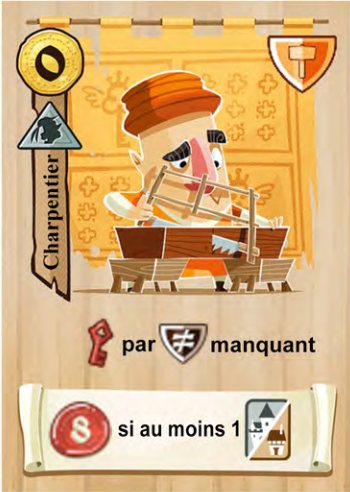 0
Charpentier
par ≠ manquant
8 si au moins 1